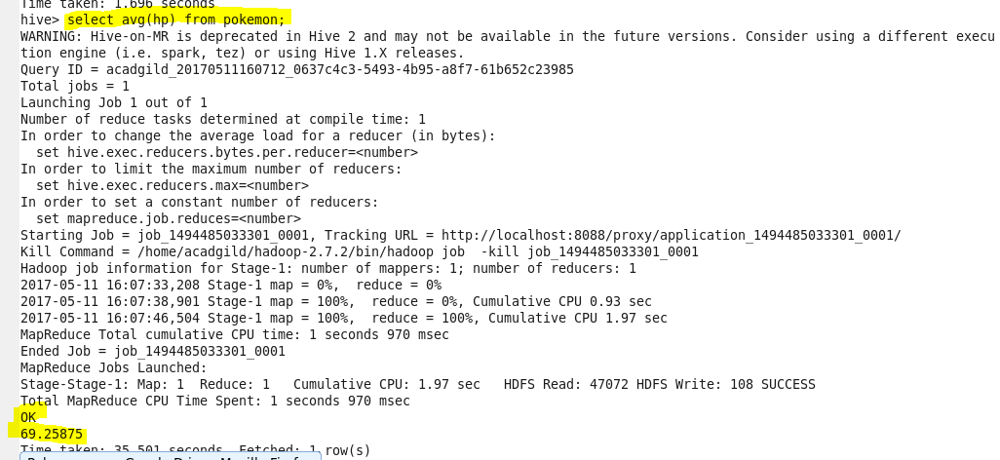 Time taken: 1.696 seconds
hive> select avg(hp) from pokemon;
WARNING: Hive-on-MR is deprecated in Hive 2 and may not be available in the future versions. Consider using a different execu
tion engine (i.e. spark, tez) or using Hive 1.X releases.
Query ID = acadgild_20170511160712_0637c4c3-5493-4b95-a8f7-61b652c23985
Total jobs = 1
Launching Job 1 out of 1
Number of reduce tasks determined at compile time: 1
In order to change the average load for a reducer (in bytes):
  set hive.exec.reducers.bytes.per.reducer=<number>
In order to limit the maximum number of reducers:
  set hive.exec.reducers.max=<number>
In order to set a constant number of reducers:
  set mapreduce.job.reduces=<number>
Starting Job = job_1494485033301_0001, Tracking URL = http://localhost:8088/proxy/application_1494485033301_0001/
Kill Command = /home/acadgild/hadoop-2.7.2/bin/hadoop job  -kill job_1494485033301_0001
Hadoop job information for Stage-1: number of mappers: 1; number of reducers: 1
2017-05-11 16:07:33,208 Stage-1 map = 0%,  reduce = 0%
2017-05-11 16:07:38,901 Stage-1 map = 100%,  reduce = 0%, Cumulative CPU 0.93 sec
2017-05-11 16:07:46,504 Stage-1 map = 100%,  reduce = 100%, Cumulative CPU 1.97 sec
MapReduce Total cumulative CPU time: 1 seconds 970 msec
Ended Job = job_1494485033301_0001
MapReduce Jobs Launched:
Stage-Stage-1: Map: 1  Reduce: 1   Cumulative CPU: 1.97 sec   HDFS Read: 47072 HDFS Write: 108 SUCCESS
Total MapReduce CPU Time Spent: 1 seconds 970 msec
OK
69.25875
Time taken: 35.501 seconds, Fetched: 1 row(s)